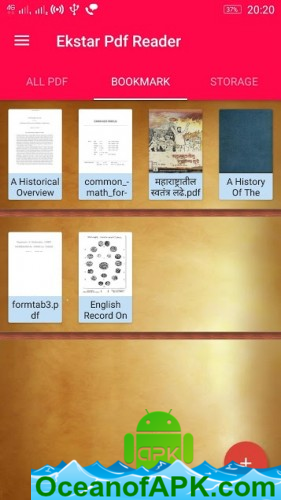 4G 37% 20:20
Ekstar Pdf Reader
ALL PDF BOOKMARK STORAGE
A Historical
Overview
common_-
math_for-
महाराष्ट्रातील
स्वतंत्र लढे.pdf
A History
Of The
formtab3.p
df
English
Record On
APK
OceanofAPK.com